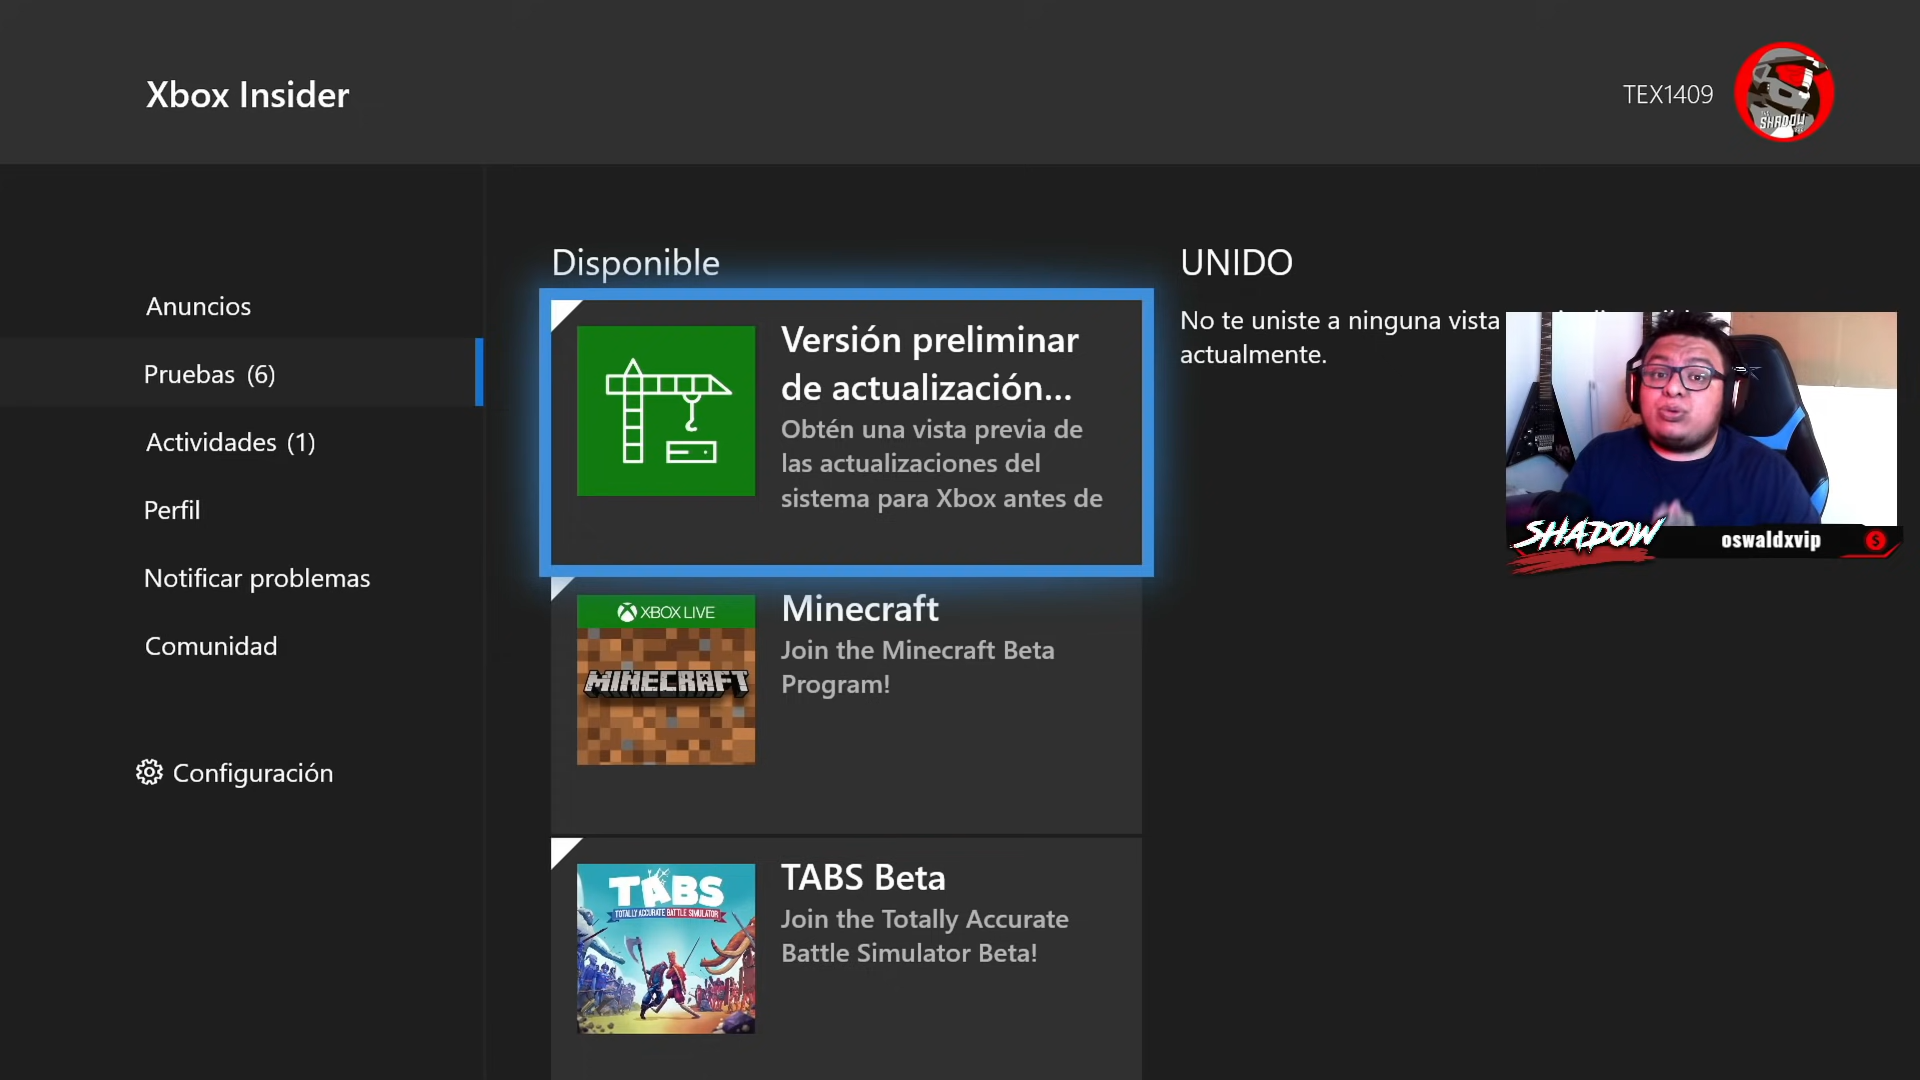 Xbox Insider
TEX1409
SHADOW
Anuncios
Pruebas (6)
Actividades (1)
Perfil
Notificar problemas
Comunidad
Configuración
Disponible
Versión preliminar
de actualización...
Obtén una vista previa de
las actualizaciones del
sistema para Xbox antes de
XBOX LIVE
MINECRAFT
Minecraft
Join the Minecraft Beta
Program!
TABS
TOTALLY ACCURATE BATTLE SIMULATOR
TABS Beta
Join the Totally Accurate
Battle Simulator Beta!
UNIDO
No te uniste a ninguna vista
actualmente.
SHADOW
oswaldxvip
$